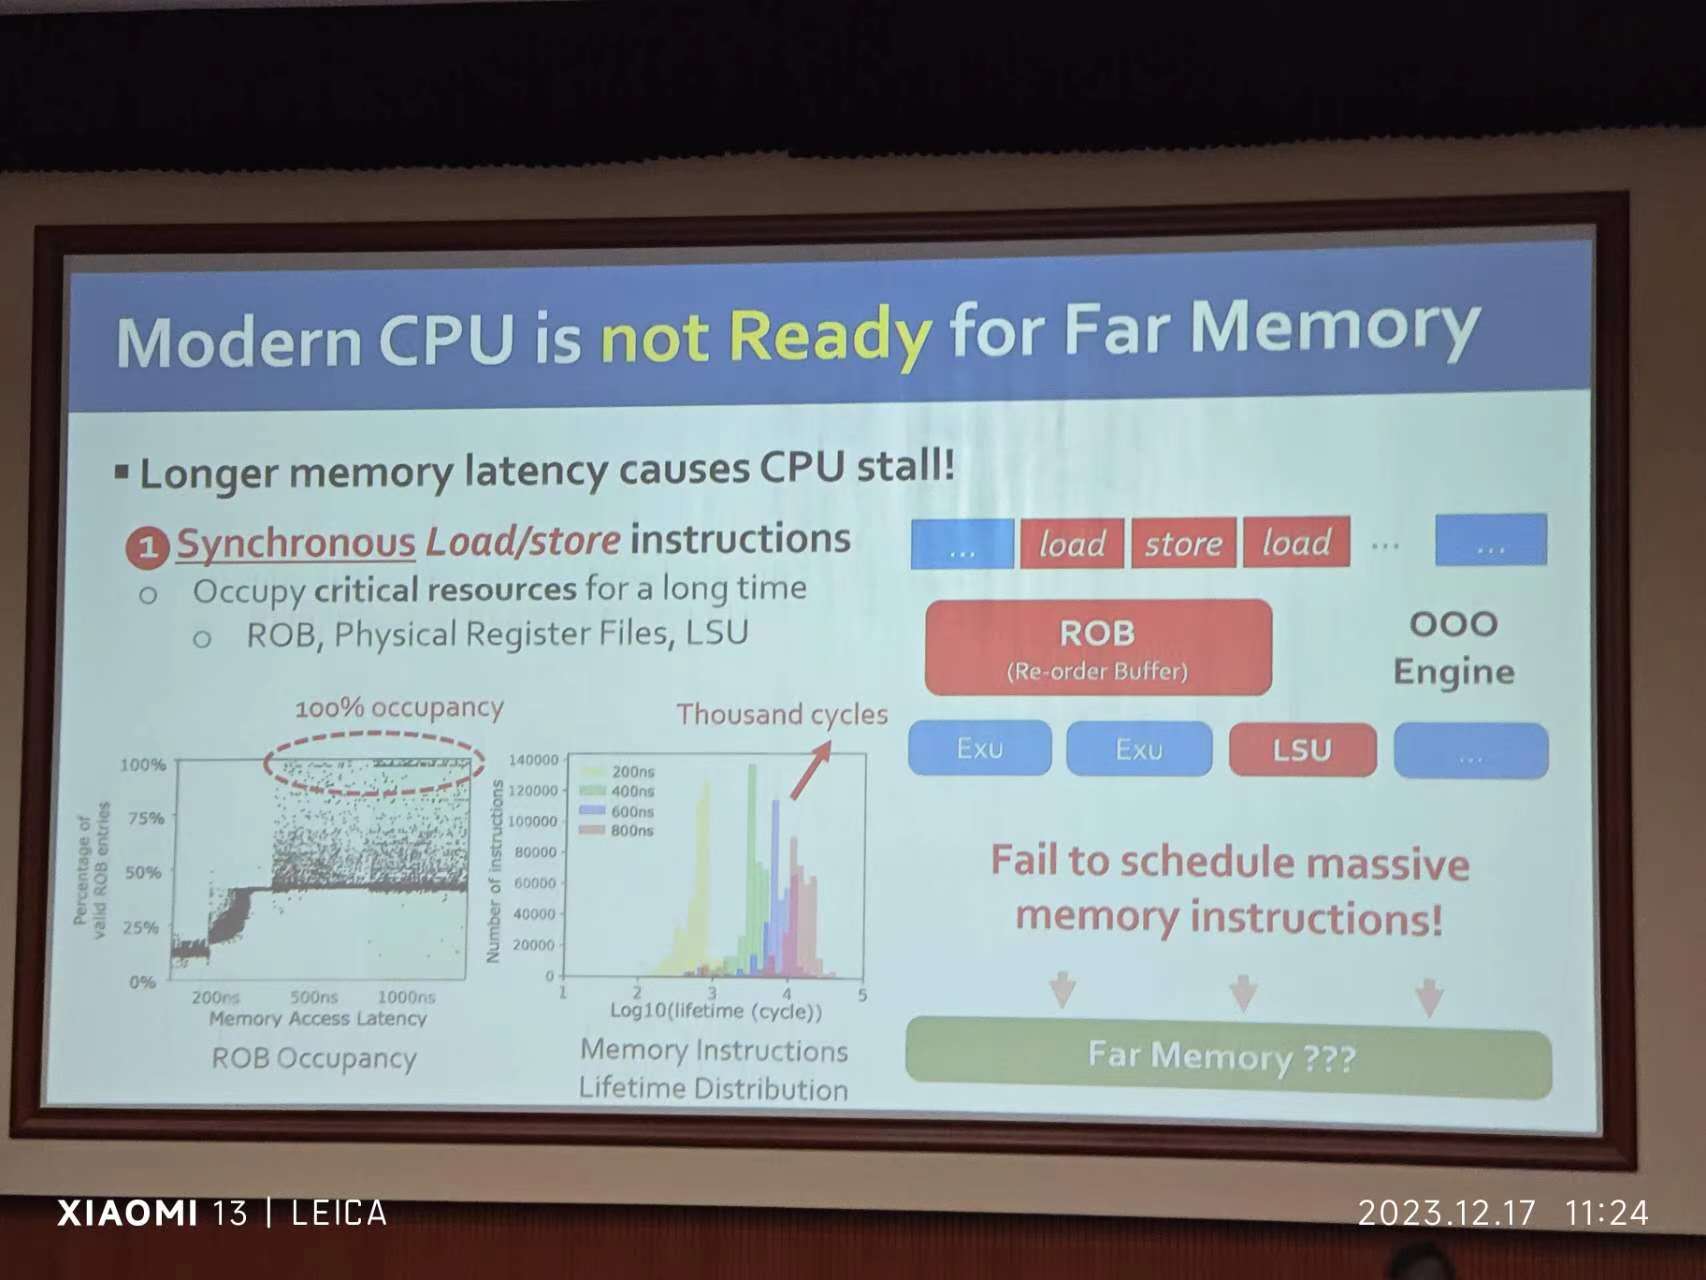 Modern CPU is not Ready for Far Memory
▪ Longer memory latency causes CPU stall!
1 Synchronous Load/store instructions
○ Occupy critical resources for a long time
○ ROB, Physical Register Files, LSU
... load store load ... ...
ROB
(Re-order Buffer)
OOO
Engine
Exu Exu LSU ...
100% occupancy
100%
75%
50%
25%
0%
Percentage of
valid ROB entries
200ns 500ns 1000ns
Memory Access Latency
ROB Occupancy
Thousand cycles
140000
120000
100000
80000
60000
40000
20000
0
Number of instructions
200ns
400ns
600ns
800ns
1 2 3 4 5
Log10(lifetime (cycle))
Memory Instructions
Lifetime Distribution
Fail to schedule massive
memory instructions!
Far Memory ???
XIAOMI 13 | LEICA
2023.12.17 11:24